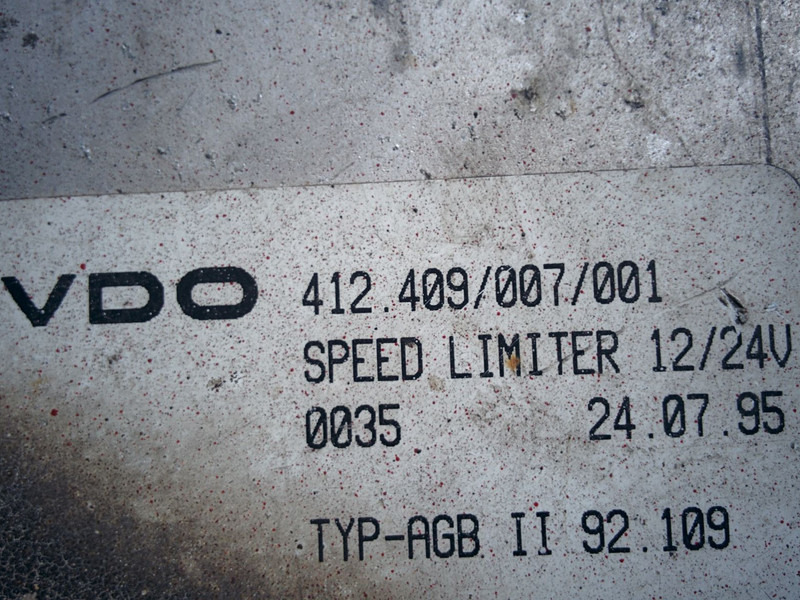 VDO 412.409/007/001
SPEED LIMITER 12/24V
0035 24.07.95
TYP-AGB II 92.109